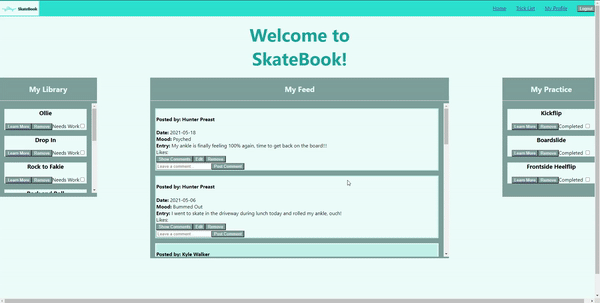 SkateBook
Home
Trick List
My Profile
Logout
Welcome to
SkateBook!
My Library
Ollie
Learn More
Remove
Needs Work
Drop In
Learn More
Remove
Needs Work
Rock to Fakie
Learn More
Remove
Needs Work
Rock and Roll
My Feed
Posted by: Hunter Preast
Date: 2021-05-18
Mood: Psyched
Entry: My ankle is finally feeling 100% again, time to get back on the board!!!
Likes:
Show Comments
Edit
Remove
Leave a comment
Post Comment
Posted by: Hunter Preast
Date: 2021-05-06
Mood: Bummed Out
Entry: I went to skate in the driveway during lunch today and rolled my ankle, ouch!
Likes:
Show Comments
Edit
Remove
Leave a comment
Post Comment
Posted by: Kyle Walker
My Practice
Kickflip
Learn More
Remove
Completed
Boardslide
Learn More
Remove
Completed
Frontside Heelflip
Learn More
Remove
Completed